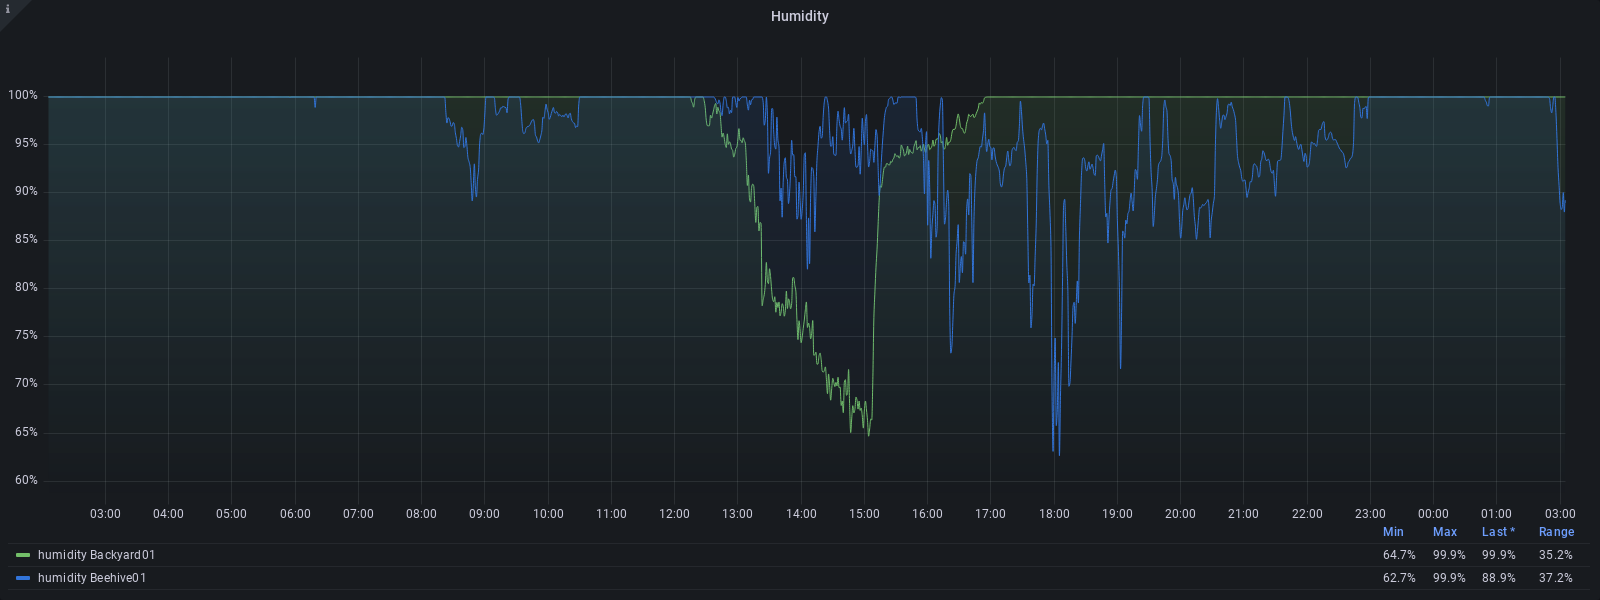 i
Humidity
100%
95%
90%
85%
80%
75%
70%
65%
60%
03:00 04:00 05:00 06:00 07:00 08:00 09:00 10:00 11:00 12:00 13:00 14:00 15:00 16:00 17:00 18:00 19:00 20:00 21:00 22:00 23:00 00:00 01:00 03:00
Min Max Last * Range
humidity Backyard01 64.7% 99.9% 99.9% 35.2%
humidity Beehive01 62.7% 99.9% 88.9% 37.2%